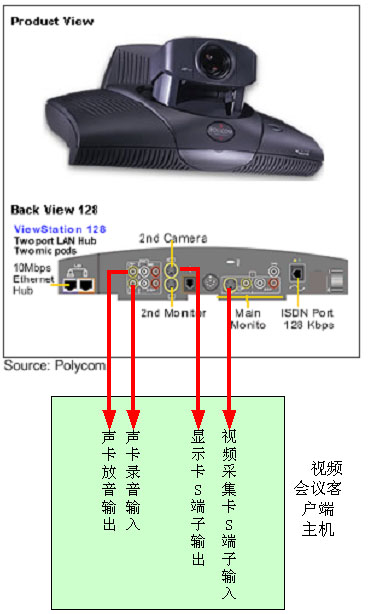 Product View
POLYCOM
Back View 128
ViewStation 128
Two port LAN Hub
Two mic pods
2nd Camera
10Mbps
Ethernet
Hub
2nd Monitor
Main
Monito
ISDN Port
128 Kbps
Source: Polycom
声卡放音输出
声卡录音输入
显示卡S端子输出
视频采集卡S端子输入
视频
会议客
户端
主机